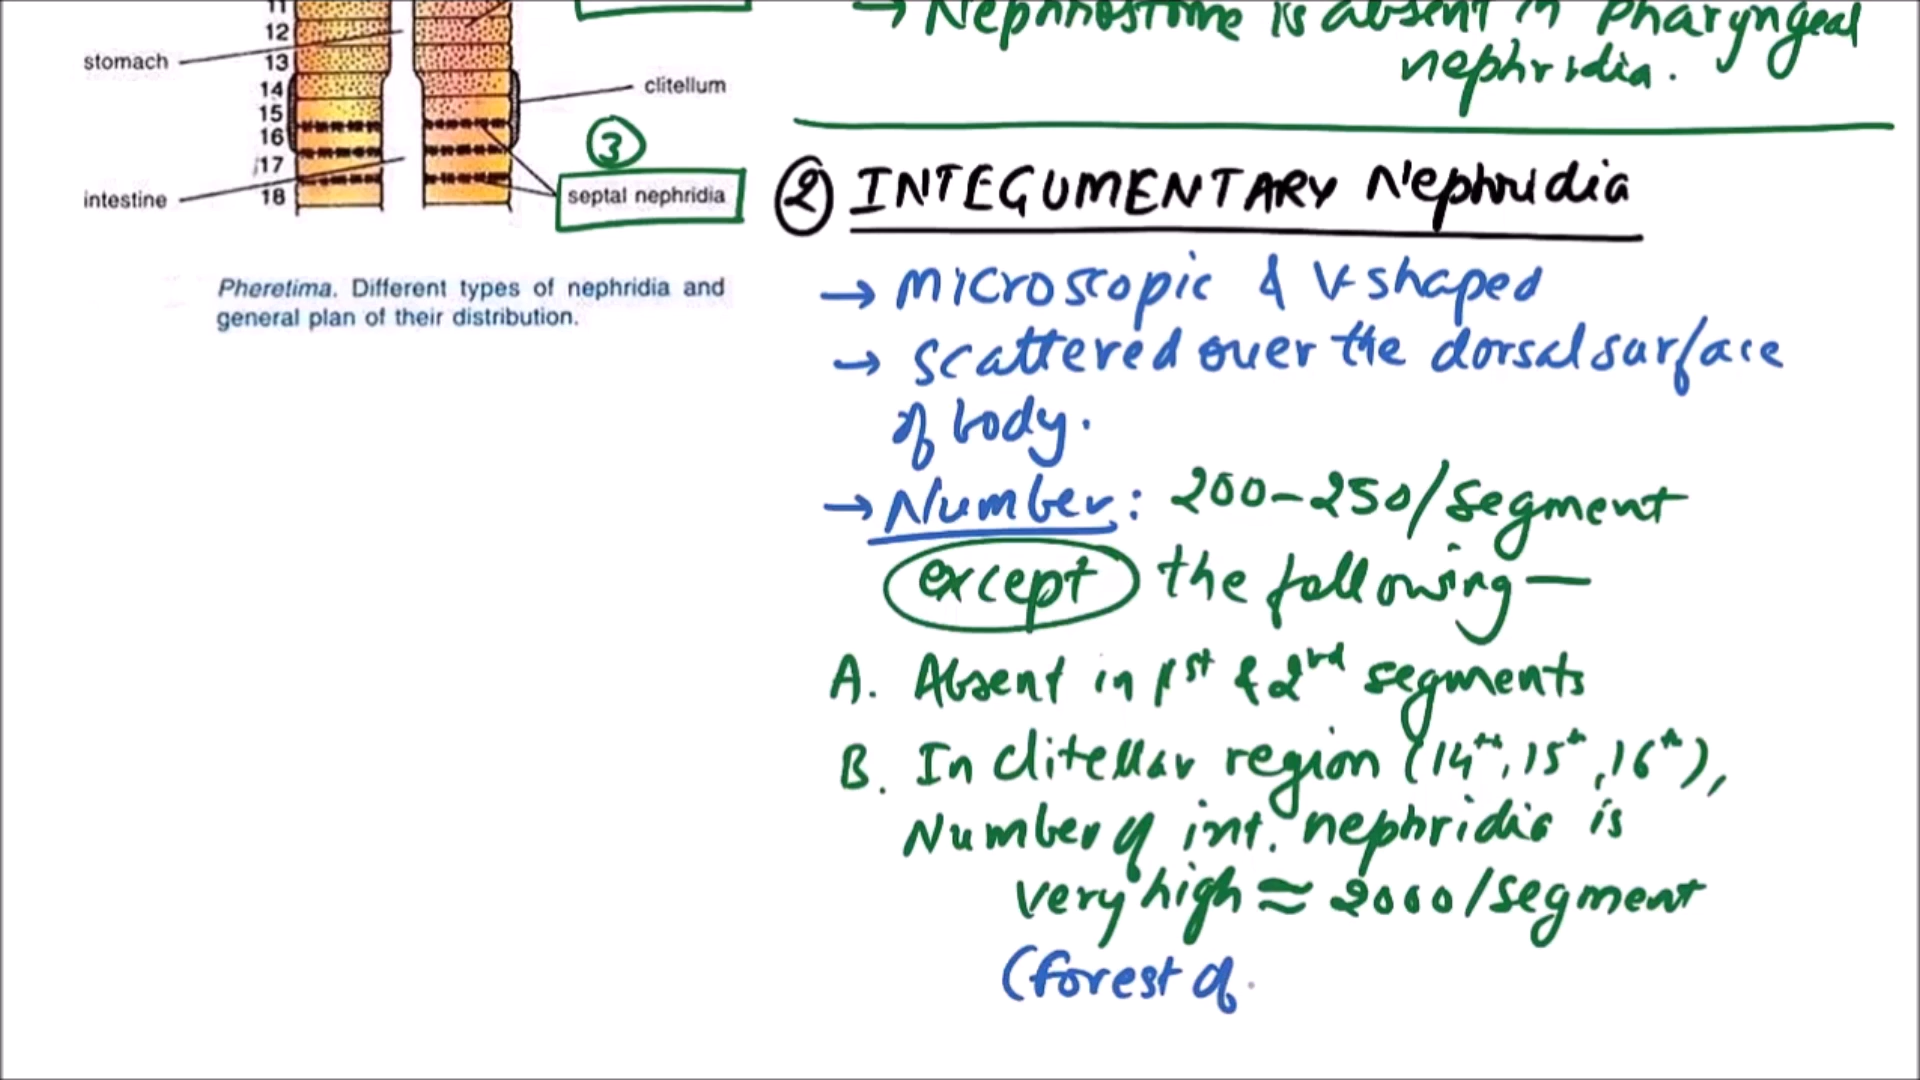 11
12
stomach
13
14
clitellum
15
16
17
3
intestine
18
septal nephridia
Pheretima. Different types of nephridia and
general plan of their distribution.
→ Nephriostome is absent in Pharyngeal
nephridia.
2 INTEGUMENTARY Nephridia
→ Microscopic & V-shaped
→ Scattered over the dorsal surface
of body.
→ Number: 200-250/segment
except the following—
A. Absent in 1st & 2nd segments
B. In Clitellar region (14th, 15th, 16th),
Number of int. nephridia is
very high ≈ 2000/segment
(forest of